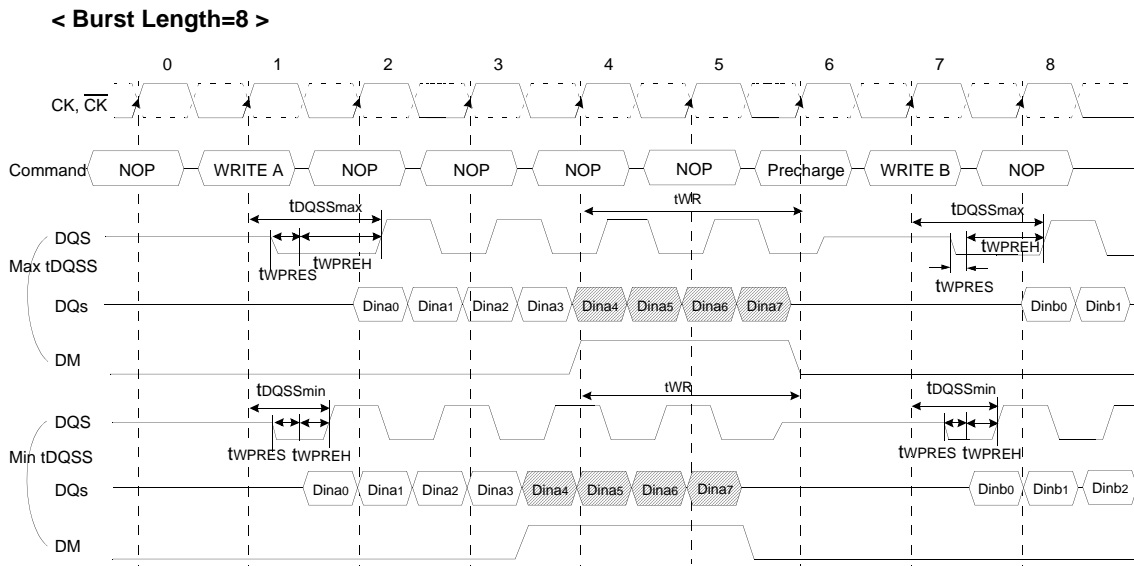 < Burst Length=8 >
0 1 2 3 4 5 6 7 8
CK, CK
Command NOP WRITE A NOP NOP NOP NOP Precharge WRITE B NOP
tDQSSmax tWR tDQSSmax
DQS
tWPREH tWPREH
Max tDQSS
tWPRES tWPRES
DQs Dina0 Dina1 Dina2 Dina3 Dina4 Dina5 Dina6 Dina7 Dinb0 Dinb1
DM
tDQSSmin tWR tDQSSmin
DQS
tWPRES tWPREH tWPRES tWPREH
Min tDQSS
DQs Dina0 Dina1 Dina2 Dina3 Dina4 Dina5 Dina6 Dina7 Dinb0 Dinb1 Dinb2
DM